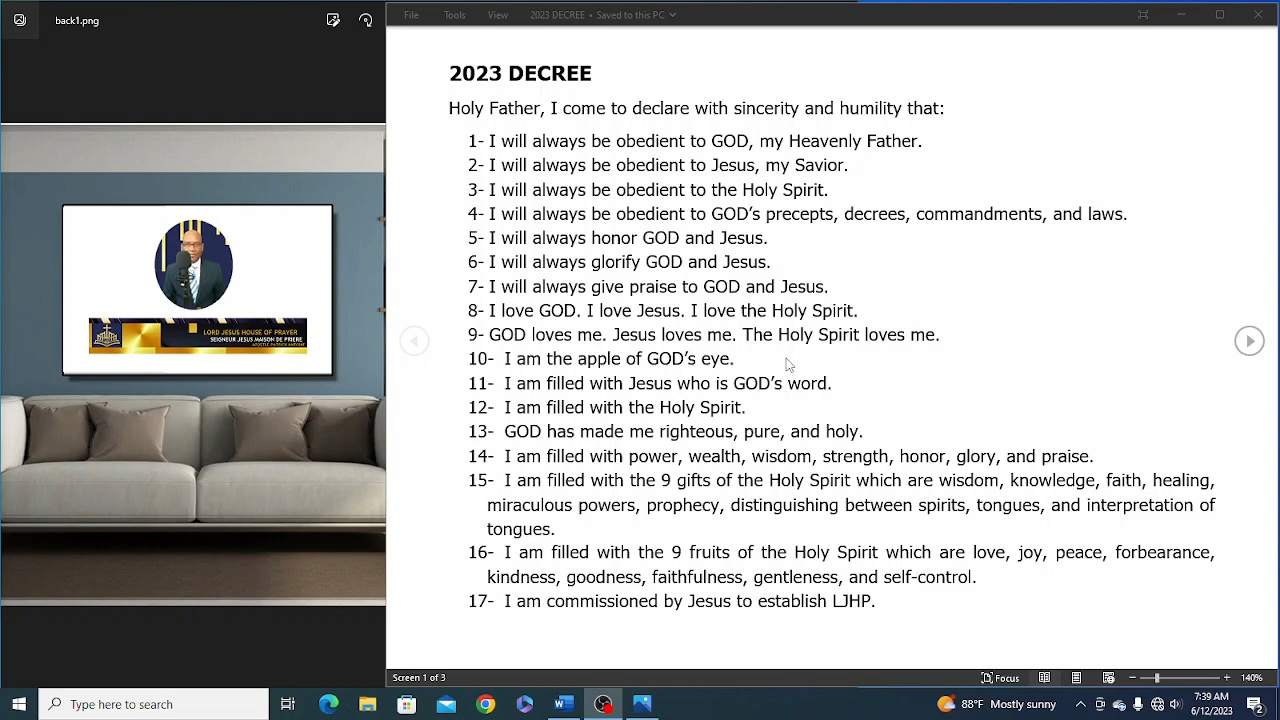 back1.png
File Tools View 2023 DECREE • Saved to this PC
2023 DECREE
Holy Father, I come to declare with sincerity and humility that:
1- I will always be obedient to GOD, my Heavenly Father.
2- I will always be obedient to Jesus, my Savior.
3- I will always be obedient to the Holy Spirit.
4- I will always be obedient to GOD’s precepts, decrees, commandments, and laws.
5- I will always honor GOD and Jesus.
6- I will always glorify GOD and Jesus.
7- I will always give praise to GOD and Jesus.
8- I love GOD. I love Jesus. I love the Holy Spirit.
9- GOD loves me. Jesus loves me. The Holy Spirit loves me.
10- I am the apple of GOD’s eye.
11- I am filled with Jesus who is GOD’s word.
12- I am filled with the Holy Spirit.
13- GOD has made me righteous, pure, and holy.
14- I am filled with power, wealth, wisdom, strength, honor, glory, and praise.
15- I am filled with the 9 gifts of the Holy Spirit which are wisdom, knowledge, faith, healing,
miraculous powers, prophecy, distinguishing between spirits, tongues, and interpretation of
tongues.
16- I am filled with the 9 fruits of the Holy Spirit which are love, joy, peace, forbearance,
kindness, goodness, faithfulness, gentleness, and self-control.
17- I am commissioned by Jesus to establish LJHP.
LORD JESUS HOUSE OF PRAYER
SEIGNEUR JESUS MAISON DE PRIERE
Screen 1 of 3
Focus
140%
Type here to search
88°F Mostly sunny
7:39 AM
6/12/2023
2